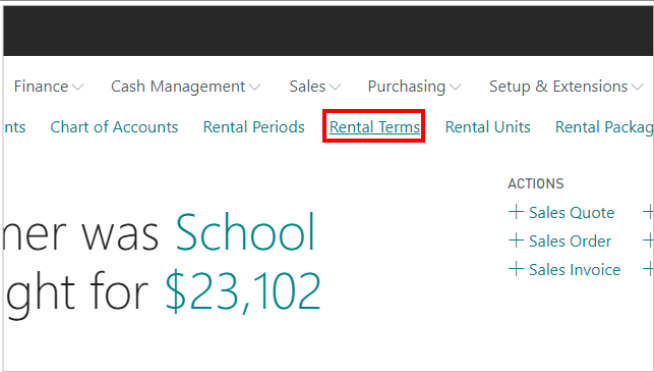 Finance Cash Management Sales Purchasing Setup & Extensions
nts Chart of Accounts Rental Periods Rental Terms Rental Units Rental Packag
ACTIONS
mer was School
ght for $23,102
+ Sales Quote +
+ Sales Order +
+ Sales Invoice +